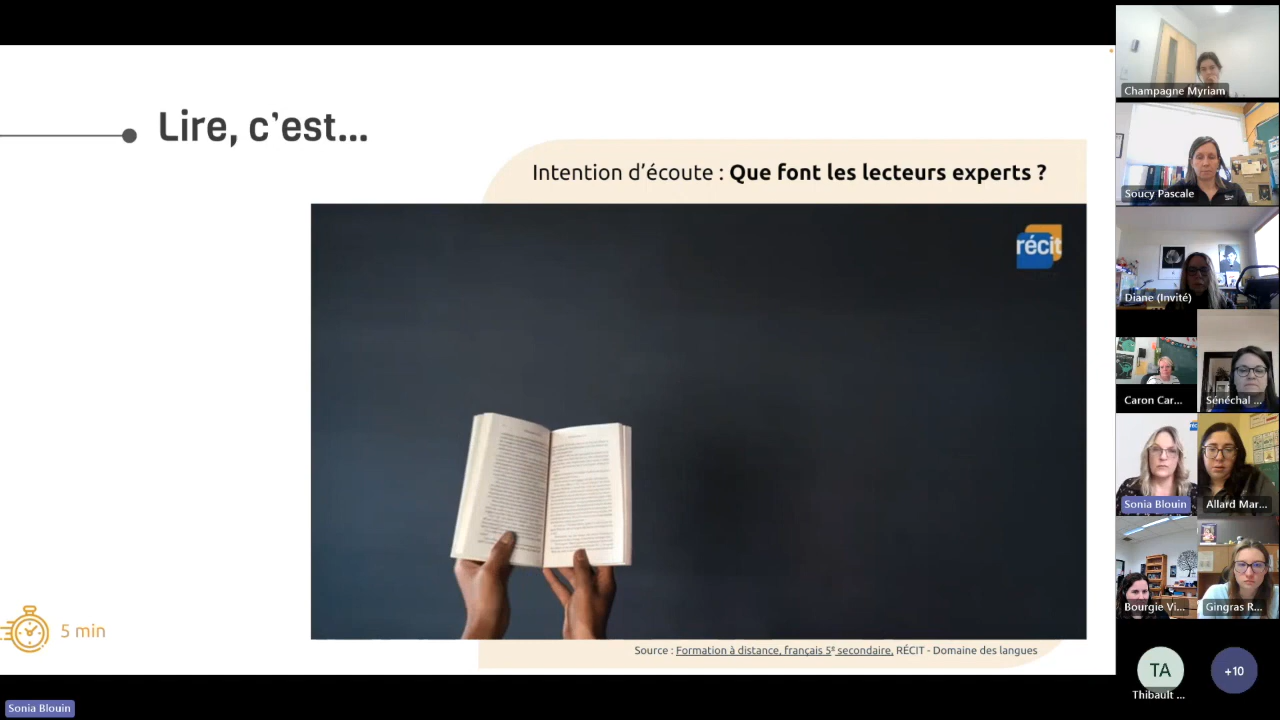 Lire, c'est...
Intention d'écoute : Que font les lecteurs experts ?
récit
5 min
Source : Formation à distance, français 5e secondaire, RÉCIT - Domaine des langues
Sonia Blouin
Champagne Myriam
Soucy Pascale
Diane (Invité)
Caron Car...
Sénéchal ...
Sonia Blouin
Allard Mar...
Bourgie Vi...
Gingras R...
TA
Thibault ...
+10